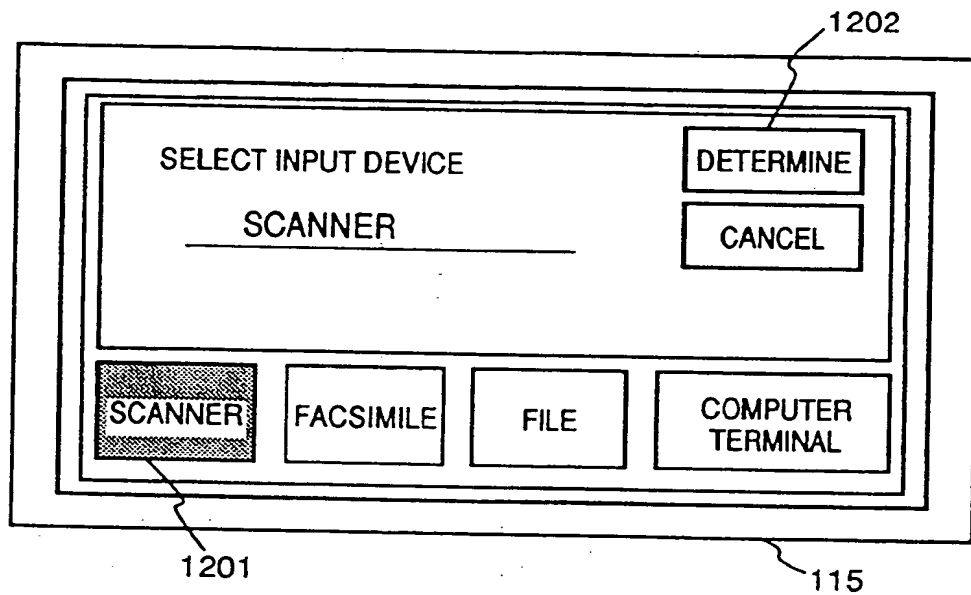 1202
SELECT INPUT DEVICE
DETERMINE
SCANNER
CANCEL
SCANNER
FACSIMILE
FILE
COMPUTER
TERMINAL
1201
115